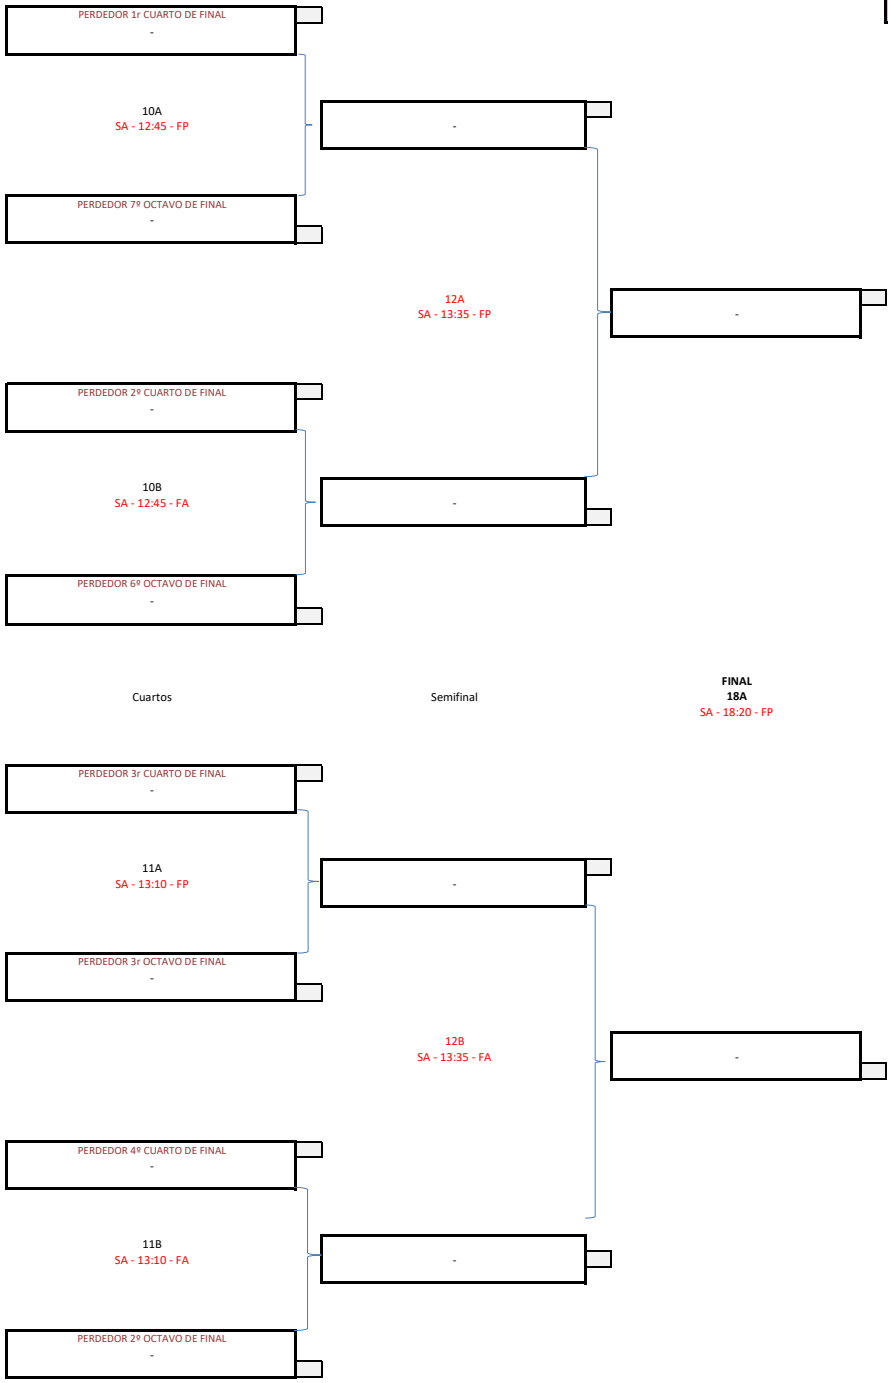 PERDEDOR 1r CUARTO DE FINAL
-
10A
SA - 12:45 - FP
-
PERDEDOR 7º OCTAVO DE FINAL
-
12A
SA - 13:35 - FP
-
PERDEDOR 2º CUARTO DE FINAL
-
10B
SA - 12:45 - FA
-
PERDEDOR 6º OCTAVO DE FINAL
-
Cuartos
Semifinal
FINAL
18A
SA - 18:20 - FP
PERDEDOR 3r CUARTO DE FINAL
-
11A
SA - 13:10 - FP
-
PERDEDOR 3r OCTAVO DE FINAL
-
12B
SA - 13:35 - FA
-
PERDEDOR 4º CUARTO DE FINAL
-
11B
SA - 13:10 - FA
-
PERDEDOR 2º OCTAVO DE FINAL
-